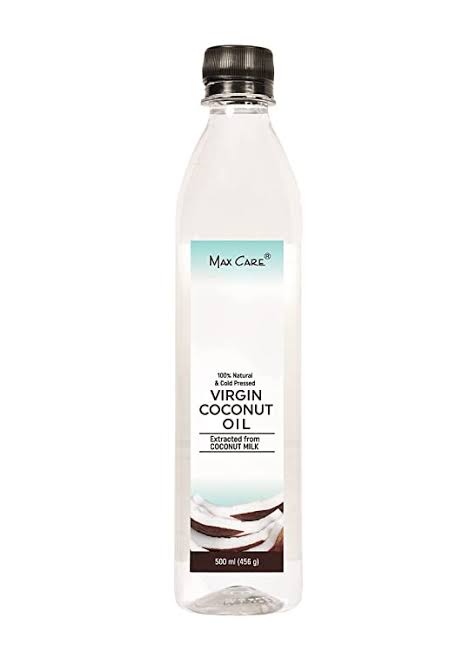 MAX CARE®
100% Natural
& Cold Pressed
VIRGIN
COCONUT
OIL
Extracted from
COCONUT MILK
500 ml (456 g)